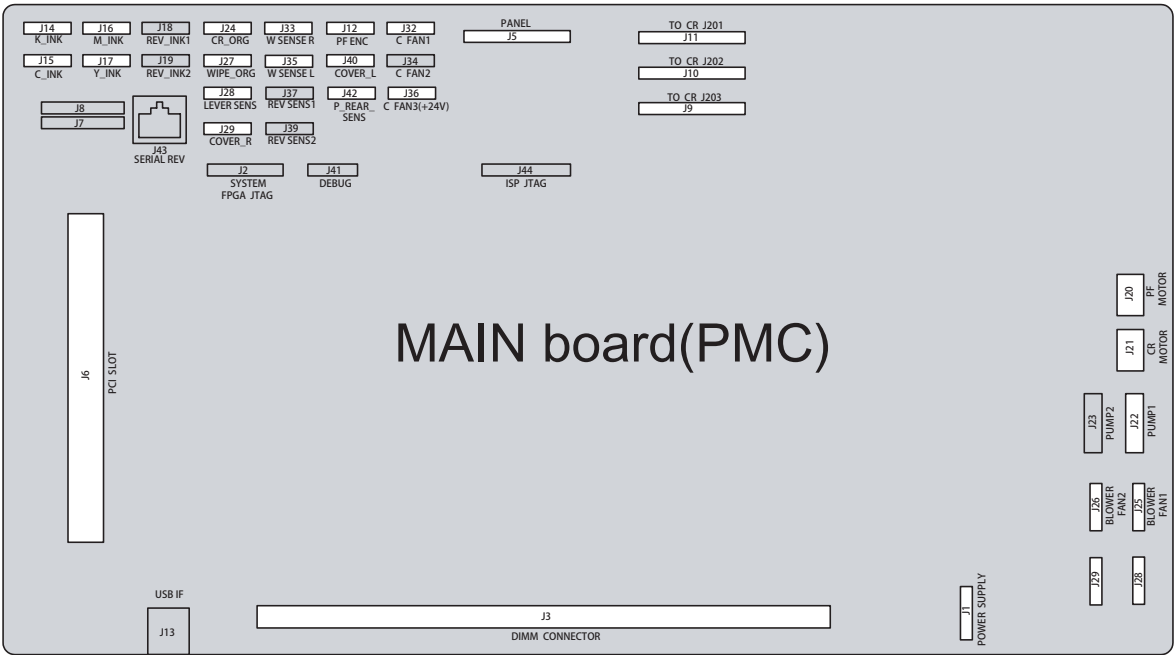 J14 J16 J18 J24 J33 J12 J32 PANEL TO CR J201
K_INK M_INK REV_INK1 CR_ORG W SENSE R PF ENC C FAN1 J5 J11
J15 J17 J19 J27 J35 J40 J34 TO CR J202
C_INK Y_INK REV_INK2 WIPE_ORG W SENSE L COVER_L C FAN2 J10
J28 J37 J42 J36 TO CR J203
LEVER SENS REV SENS1 P_REAR_ C FAN3(+24V) J9
SENS
J8
J7
J29 J39
COVER_R REV SENS2
J43
SERIAL REV
J2 J41 J44
SYSTEM DEBUG ISP JTAG
FPGA JTAG
J6
PCI SLOT
MAIN board(PMC)
J20
PF
MOTOR
J21
CR
MOTOR
J23
PUMP2
J22
PUMP1
J26
BLOWER
FAN2
J25
BLOWER
FAN1
J29
J28
USB IF
J13
J3
DIMM CONNECTOR
J1
POWER SUPPLY